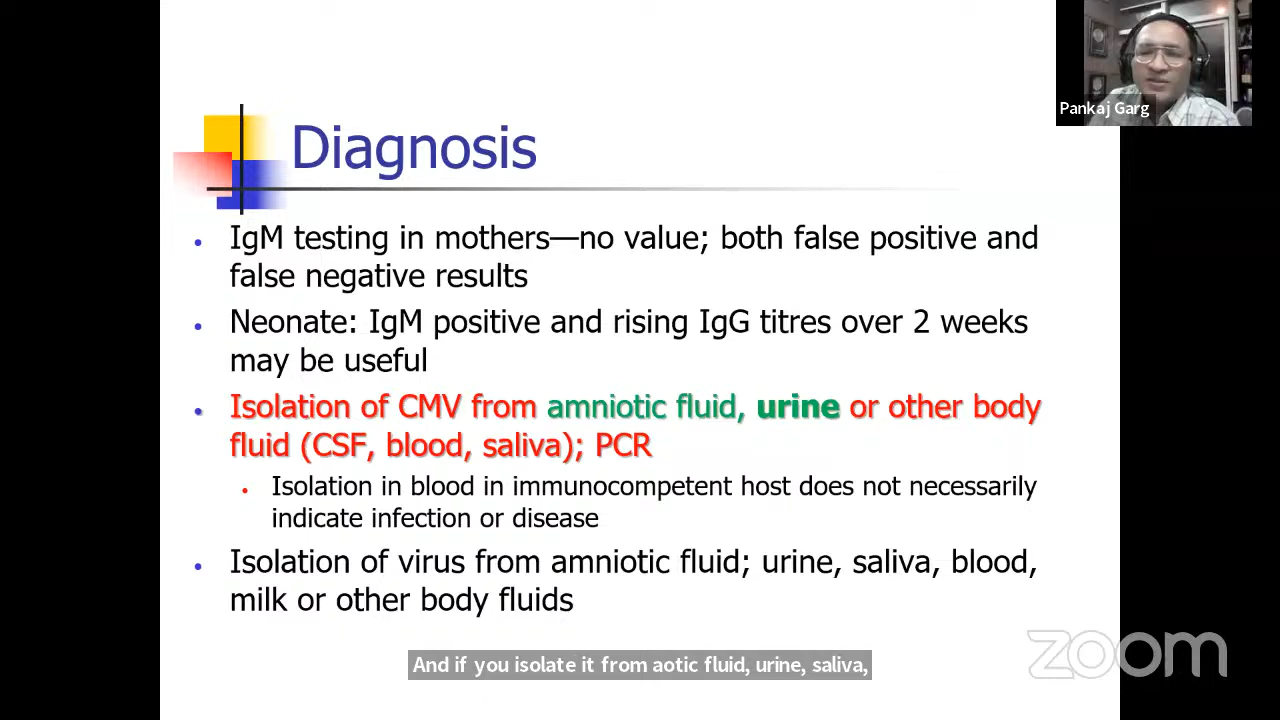 Pankaj Garg
Diagnosis
• IgM testing in mothers—no value; both false positive and
false negative results
• Neonate: IgM positive and rising IgG titres over 2 weeks
may be useful
• Isolation of CMV from amniotic fluid, urine or other body
fluid (CSF, blood, saliva); PCR
• Isolation in blood in immunocompetent host does not necessarily
indicate infection or disease
• Isolation of virus from amniotic fluid; urine, saliva, blood,
milk or other body fluids
And if you isolate it from aotic fluid, urine, saliva,
zoom